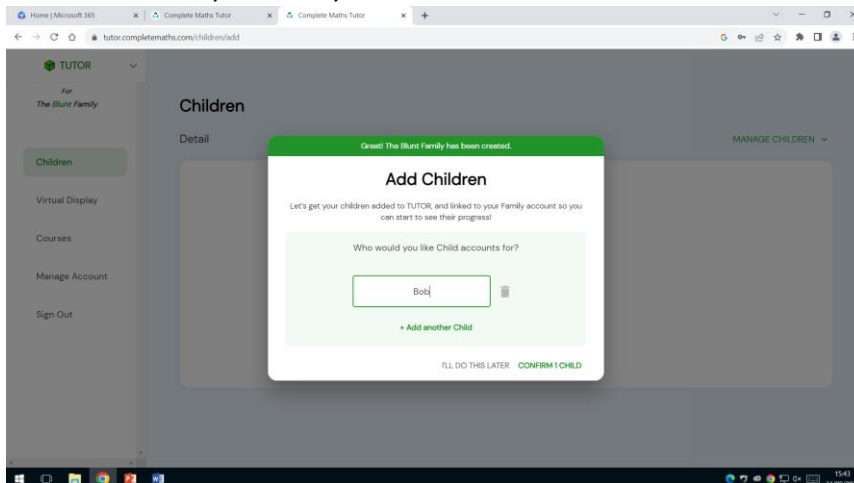 Home | Microsoft 365
Complete Maths Tutor
Complete Maths Tutor
tutor.completemaths.com/children/add
TUTOR
For
The Blunt Family
Children
Virtual Display
Courses
Manage Account
Sign Out
Children
Detail
MANAGE CHILDREN
Great! The Blunt Family has been created.
Add Children
Let's get your children added to TUTOR, and linked to your Family account so you
can start to see their progress!
Who would you like Child accounts for?
Bob
+ Add another Child
I'LL DO THIS LATER CONFIRM 1 CHILD
15:43